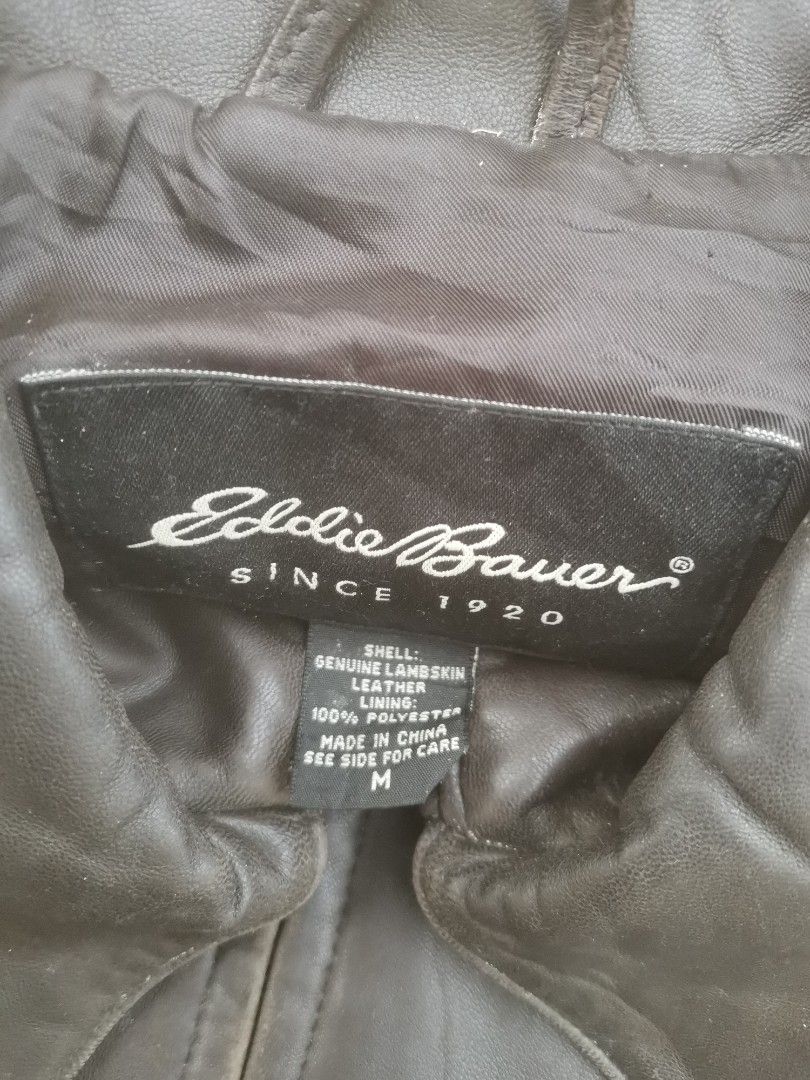 Eddie Bauer®
SINCE 1920
SHELL:
GENUINE LAMBSKIN
LEATHER
LINING:
100% POLYESTER
MADE IN CHINA
SEE SIDE FOR CARE
M